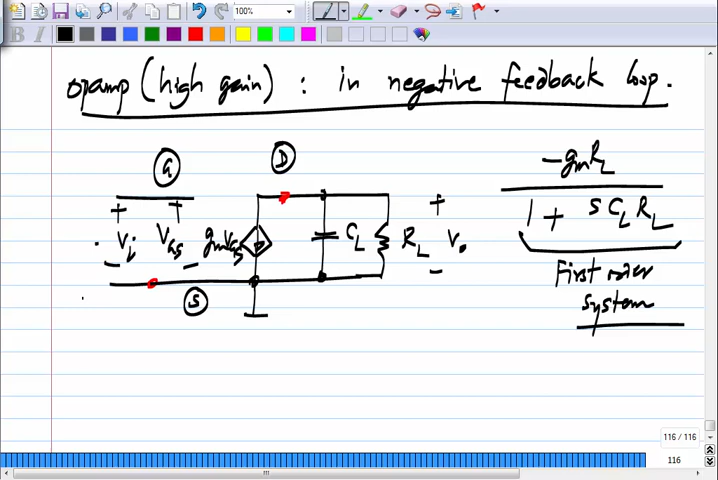 100%
opamp (high gain) : in negative feedback loop.
G
D
+
+
Vi
VGS
gmVGS
CL
RL
+
Vo
-gmRL
1 + SCLRL
S
First order
system
116 / 116
116